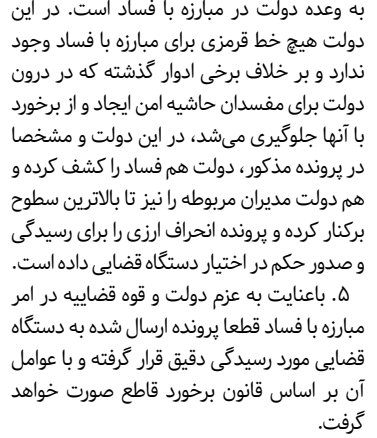 به وعده دولت در مبارزه با فساد است. در این
دولت هیچ خط قرمزی برای مبارزه با فساد وجود
ندارد و بر خلاف برخی ادوار گذشته که در درون
دولت برای مفسدان حاشیه امن ایجاد و از برخورد
با آنها جلوگیری می‌شد، در این دولت و مشخصا
در پرونده مذکور، دولت هم فساد را کشف کرده و
هم دولت مدیران مربوطه را نیز تا بالاترین سطوح
برکنار کرده و پرونده انحراف ارزی را برای رسیدگی
و صدور حکم در اختیار دستگاه قضایی داده است.
۵. باعنایت به عزم دولت و قوه قضاییه در امر
مبارزه با فساد قطعا پرونده ارسال شده به دستگاه
قضایی مورد رسیدگی دقیق قرار گرفته و با عوامل
آن بر اساس قانون برخورد قاطع صورت خواهد
گرفت.